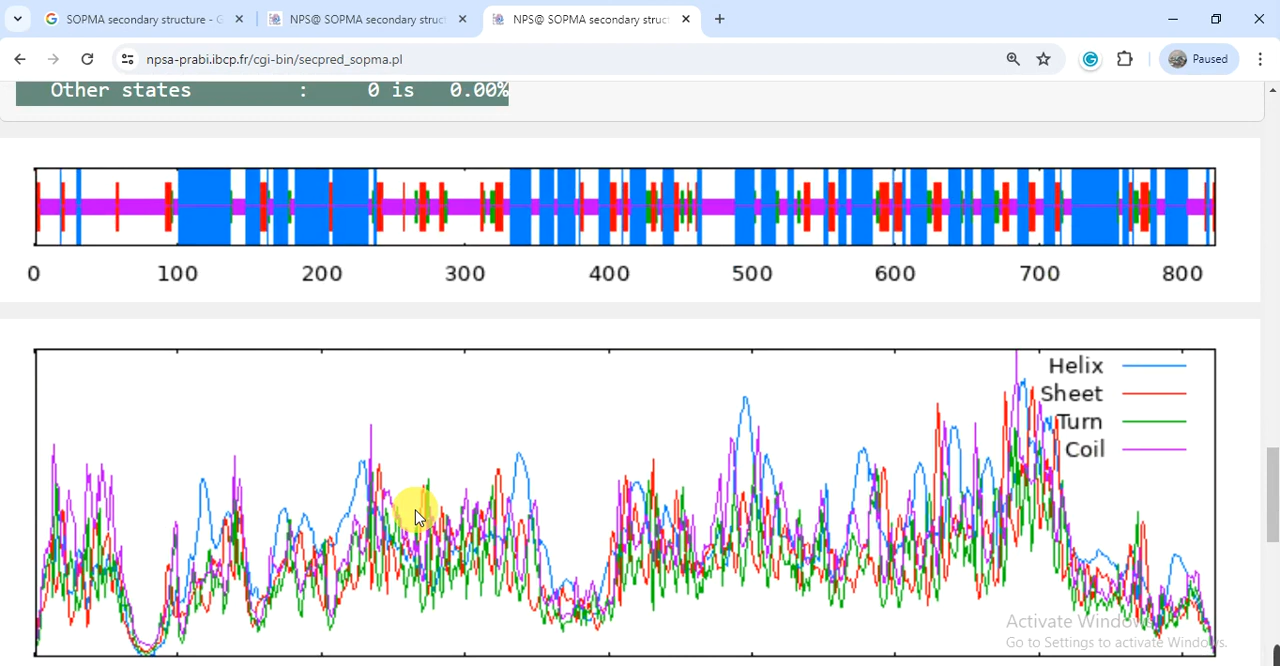 SOPMA secondary structure - G
NPS@ SOPMA secondary struct
NPS@ SOPMA secondary struct
npsa-prabi.ibcp.fr/cgi-bin/secpred_sopma.pl
Paused
Other states : 0 is 0.00%
0 100 200 300 400 500 600 700 800
Helix
Sheet
Turn
Coil
Activate Windows
Go to Settings to activate Windows.